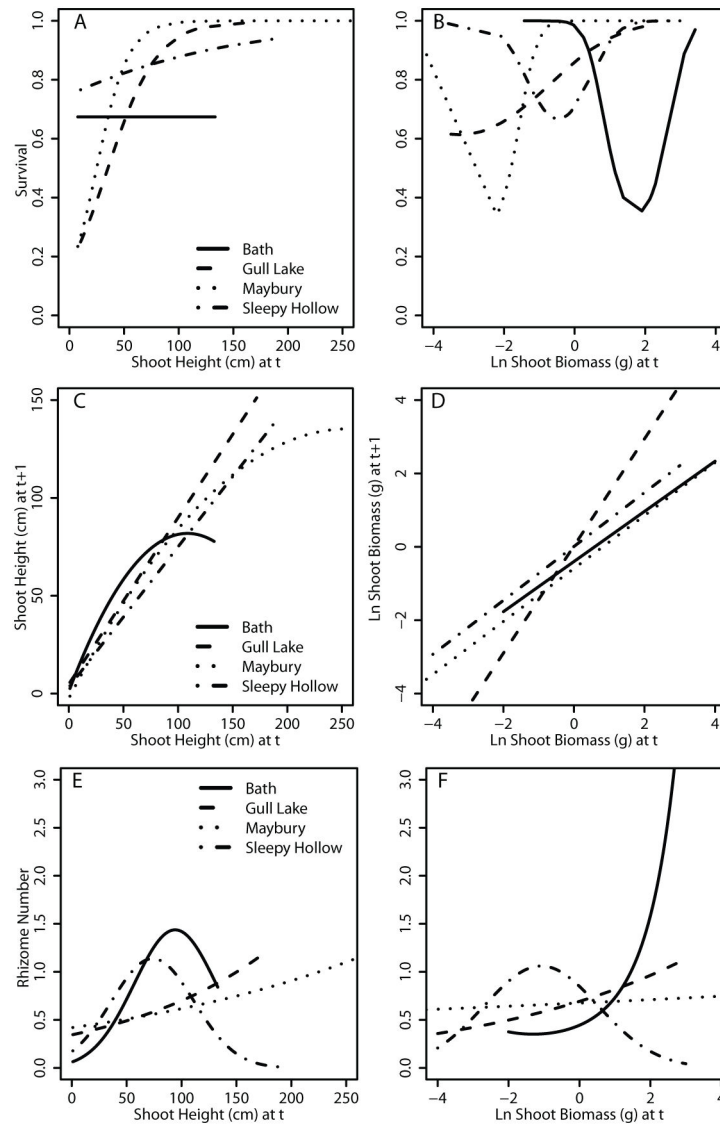 A
B
Survival
1.0
0.8
0.6
0.4
0.2
0.0
Bath
Gull Lake
Maybury
Sleepy Hollow
0 50 100 150 200 250
Shoot Height (cm) at t
1.0
0.8
0.6
0.4
0.2
0.0
−4 −2 0 2 4
Ln Shoot Biomass (g) at t
C
D
Shoot Height (cm) at t+1
150
100
50
0
Bath
Gull Lake
Maybury
Sleepy Hollow
0 50 100 150 200 250
Shoot Height (cm) at t
Ln Shoot Biomass (g) at t+1
4
2
0
−2
−4
−4 −2 0 2 4
Ln Shoot Biomass (g) at t
E
F
Rhizome Number
3.0
2.5
2.0
1.5
1.0
0.5
0.0
Bath
Gull Lake
Maybury
Sleepy Hollow
0 50 100 150 200 250
Shoot Height (cm) at t
3.0
2.5
2.0
1.5
1.0
0.5
0.0
−4 −2 0 2 4
Ln Shoot Biomass (g) at t